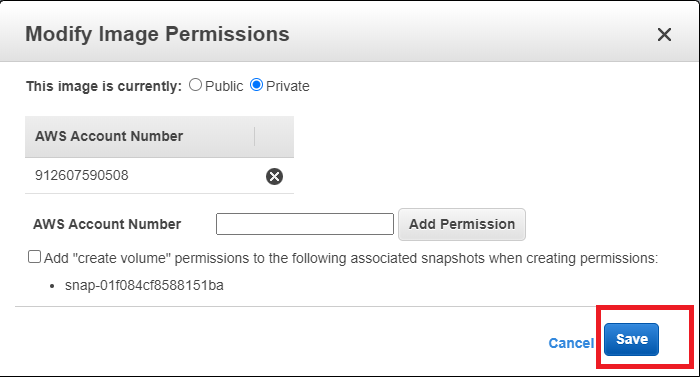 Modify Image Permissions
This image is currently: Public Private
AWS Account Number
912607590508
AWS Account Number Add Permission
Add "create volume" permissions to the following associated snapshots when creating permissions:
• snap-01f084cf8588151ba
Cancel Save